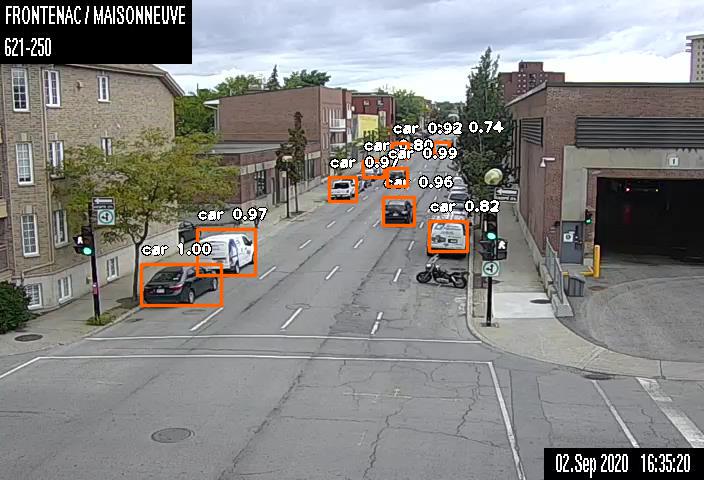 FRONTENAC / MAISONNEUVE
621-250
car 0.92 0.74
car 0.80
car 0.97
car 0.99
car 0.96
car 0.97
car 0.82
car 1.00
02.Sep 2020 16:35:20